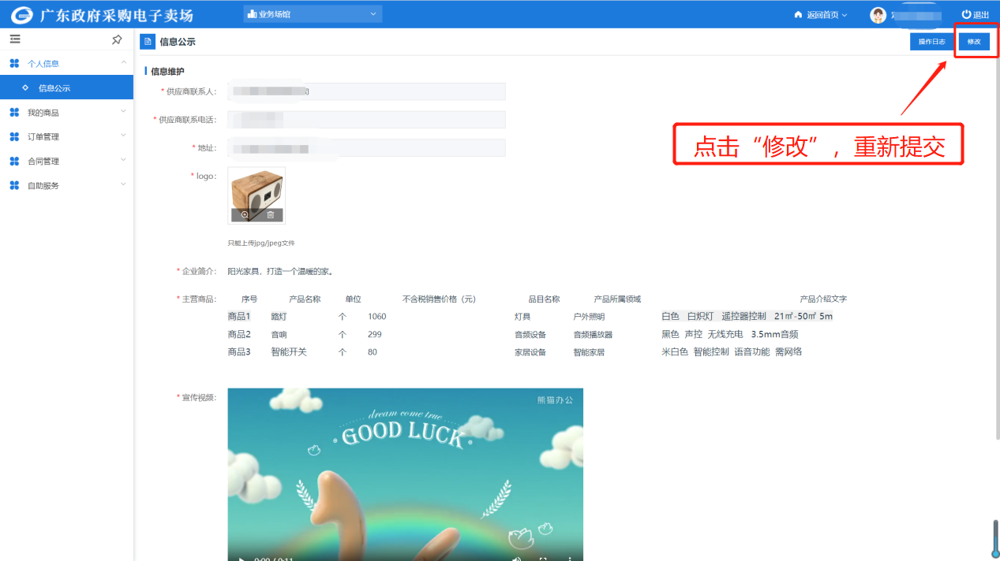 广东政府采购电子卖场
业务场馆
返回首页
退出
信息公示
操作日志
修改
个人信息
信息公示
我的商品
订单管理
合同管理
自助服务
信息维护
* 供应商联系人：
* 供应商联系电话：
* 地址：
* logo：
只能上传jpg/jpeg文件
点击“修改”，重新提交
* 企业简介： 阳光家具，打造一个温暖的家。
* 主营商品： 序号 产品名称 单位 不含税销售价格（元） 品目名称 产品所属领域 产品介绍文字
商品1 路灯 个 1060 灯具 户外照明 白色 白炽灯 遥控器控制 21㎡-50㎡ 5m
商品2 音响 个 299 音频设备 音频播放器 黑色 声控 无线充电 3.5mm音频
商品3 智能开关 个 80 家居设备 智能家居 米白色 智能控制 语音功能 需网络
* 宣传视频：
熊猫办公
dream come true
GOOD LUCK
0:00 / 0:11